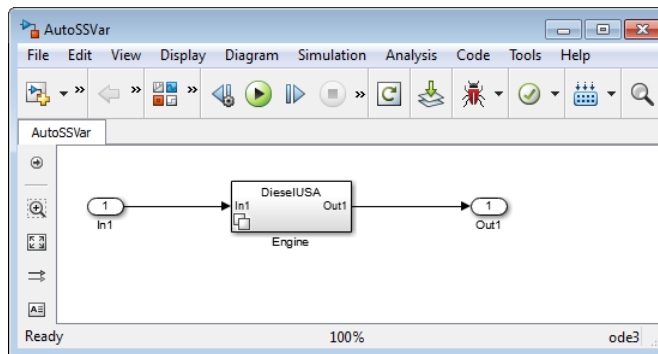 AutoSSVar
File Edit View Display Diagram Simulation Analysis Code Tools Help
AutoSSVar
DieselUSA
1 In1 Out1 1
In1 Out1
Engine
Ready 100% ode3